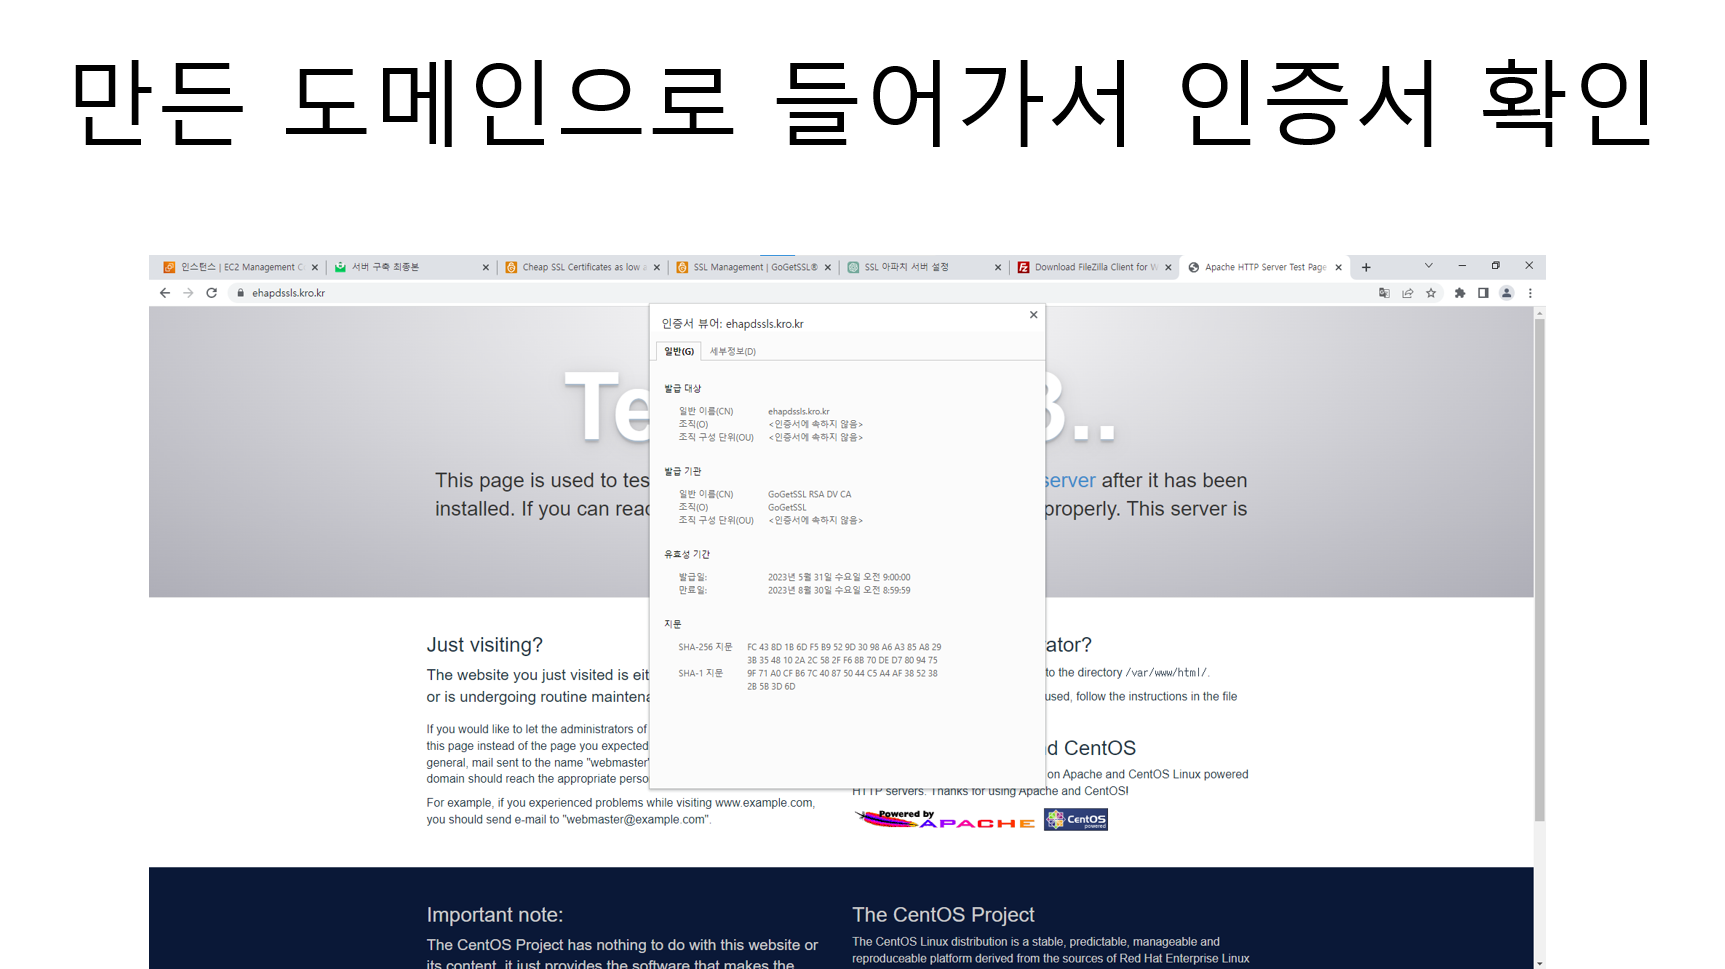 만든 도메인으로 들어가서 인증서 확인
인스턴스 | EC2 Management C
서버 구축 최종본
Cheap SSL Certificates as low a
SSL Management | GoGetSSL®
SSL 아파치 서버 설정
Download FileZilla Client for W
Apache HTTP Server Test Page
ehapdssls.kro.kr
인증서 뷰어: ehapdssls.kro.kr
일반(G) 세부정보(D)
발급 대상
일반 이름(CN) ehapdssls.kro.kr
조직(O) <인증서에 속하지 않음>
조직 구성 단위(OU) <인증서에 속하지 않음>
발급 기관
일반 이름(CN) GoGetSSL RSA DV CA
조직(O) GoGetSSL
조직 구성 단위(OU) <인증서에 속하지 않음>
유효성 기간
발급일: 2023년 5월 31일 수요일 오전 9:00:00
만료일: 2023년 8월 30일 수요일 오전 8:59:59
지문
SHA-256 지문 FC 43 8D 1B 6D F5 B9 52 9D 30 98 A6 A3 85 A8 29
3B 35 48 10 2A 2C 58 2F F6 8B 70 DE D7 80 94 75
SHA-1 지문 9F 71 A0 CF B6 7C 40 87 50 44 C5 A4 AF 38 52 38
2B 5B 3D 6D
Te 3..
This page is used to tes server after it has been
installed. If you can read properly. This server is
Just visiting?
The website you just visited is eit
or is undergoing routine maintena
If you would like to let the administrators of
this page instead of the page you expected
general, mail sent to the name "webmaster"
domain should reach the appropriate perso
For example, if you experienced problems while visiting www.example.com,
you should send e-mail to "webmaster@example.com".
ator?
to the directory /var/www/html/.
used, follow the instructions in the file
d CentOS
on Apache and CentOS Linux powered
HTTP servers. Thanks for using Apache and CentOS!
Powered by
APACHE
CentOS
powered
Important note:
The CentOS Project has nothing to do with this website or
its content, it just provides the software that makes the
The CentOS Project
The CentOS Linux distribution is a stable, predictable, manageable and
reproduceable platform derived from the sources of Red Hat Enterprise Linux